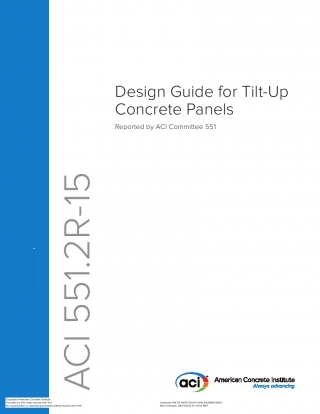 Design Guide for Tilt-Up
Concrete Panels
Reported by ACI Committee 551
ACI 551.2R-15
aci
American Concrete Institute
Always advancing